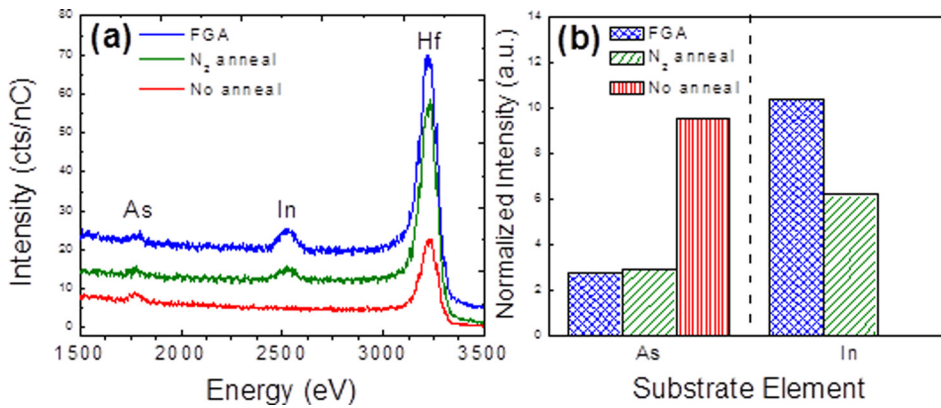 (a)
FGA
N2 anneal
No anneal
Hf
As
In
80
70
60
50
40
30
20
10
0
1500 2000 2500 3000 3500
Intensity (cts/nC)
Energy (eV)
(b)
FGA
N2 anneal
No anneal
14
12
10
8
6
4
2
0
As In
Normalized Intensity (a.u.)
Substrate Element